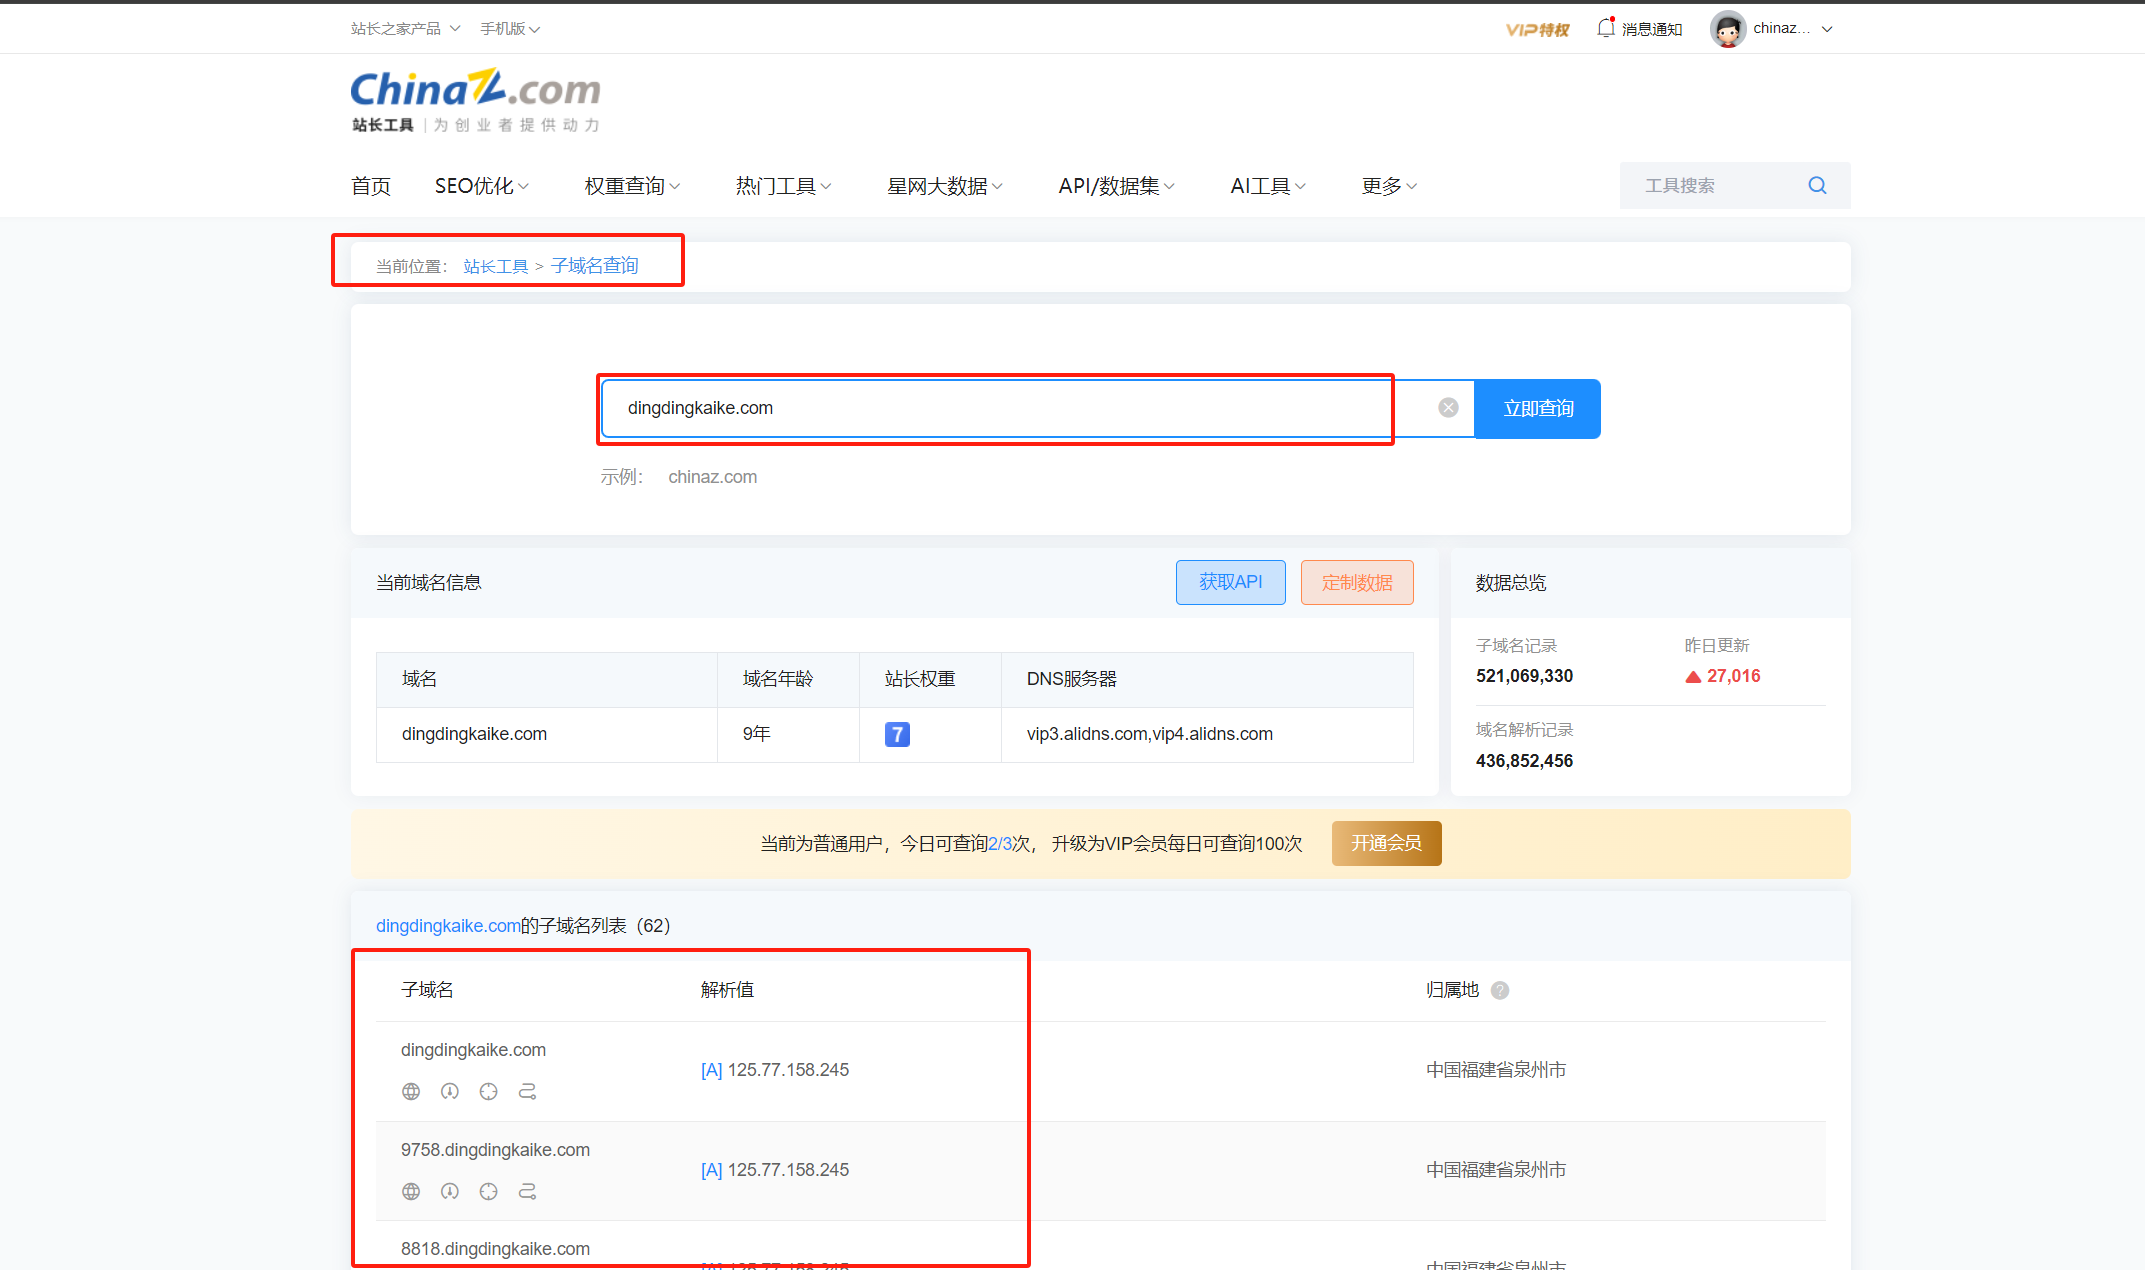 站长之家产品 手机版 VIP特权 消息通知 chinaz...
ChinaZ.com
站长工具 | 为创业者提供动力
首页 SEO优化 权重查询 热门工具 星网大数据 API/数据集 AI工具 更多 工具搜索
当前位置： 站长工具 > 子域名查询
dingdingkaike.com 立即查询
示例： chinaz.com
当前域名信息 获取API 定制数据
域名 域名年龄 站长权重 DNS服务器
dingdingkaike.com 9年 7 vip3.alidns.com,vip4.alidns.com
数据总览
子域名记录 昨日更新
521,069,330 27,016
域名解析记录
436,852,456
当前为普通用户，今日可查询2/3次， 升级为VIP会员每日可查询100次 开通会员
dingdingkaike.com的子域名列表（62）
子域名 解析值 归属地 ?
dingdingkaike.com
[A] 125.77.158.245 中国福建省泉州市
9758.dingdingkaike.com
[A] 125.77.158.245 中国福建省泉州市
8818.dingdingkaike.com
[A] 125.77.158.245 中国福建省泉州市